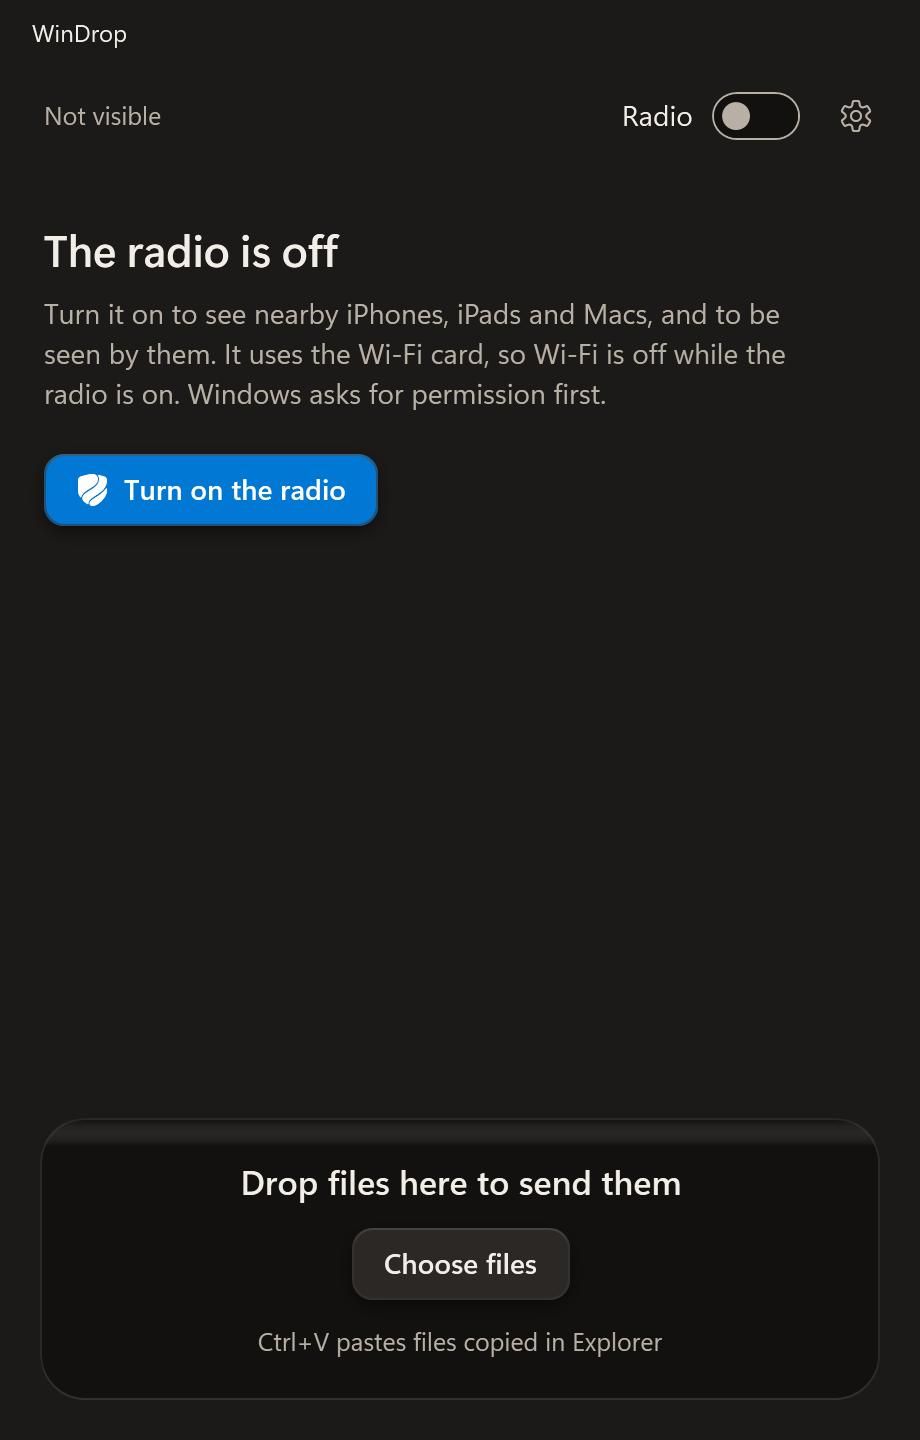 WinDrop
Not visible
Radio
The radio is off
Turn it on to see nearby iPhones, iPads and Macs, and to be
seen by them. It uses the Wi-Fi card, so Wi-Fi is off while the
radio is on. Windows asks for permission first.
Turn on the radio
Drop files here to send them
Choose files
Ctrl+V pastes files copied in Explorer